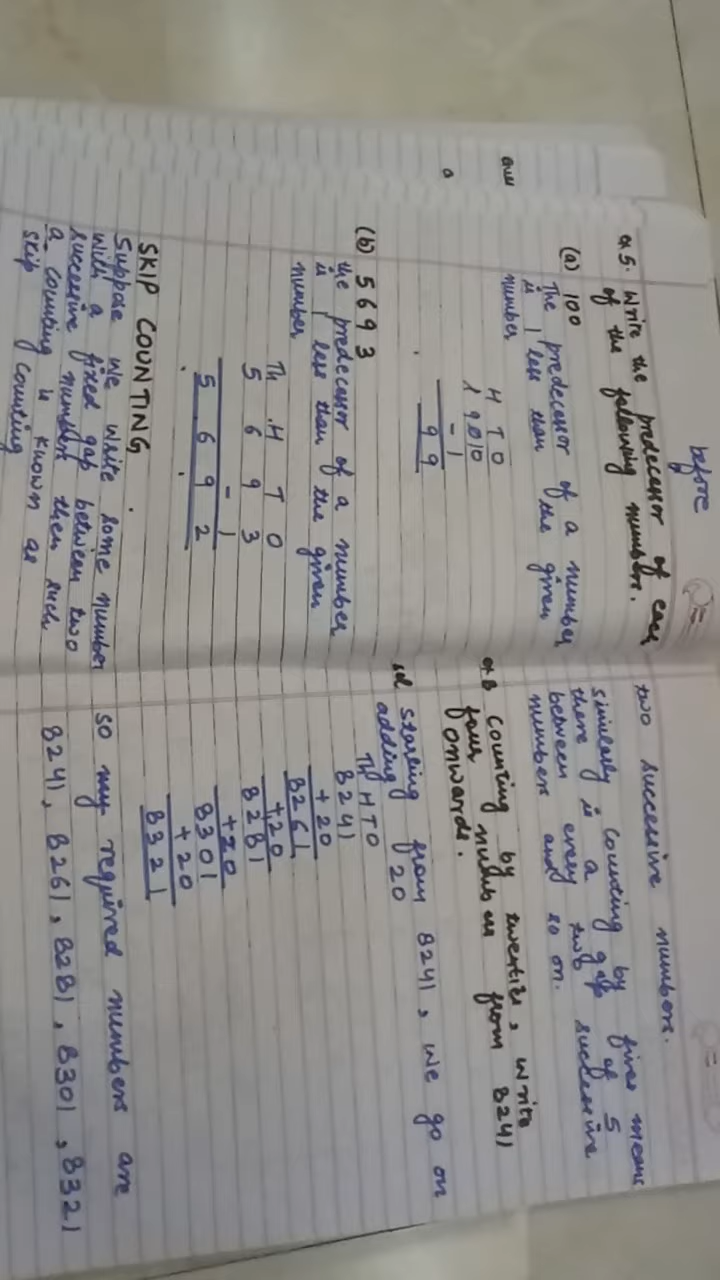 before
ex 5. Write the predecessor of each
of the following numbers.
(a) 100
The predecessor of a number
is 1 less than the given
number
H T O
1 9 0 10
- 1
9 9
(b) 5 6 9 3
the predecessor of a number
is 1 less than the given
number
Th H T O
5 6 9 3
- 1
5 6 9 2
SKIP COUNTING
Suppose we write some number
with a fixed gap between two
successive numbers then such
a counting is known as
skip counting
two successive numbers.
similarly, counting by fives means
there is a gap of 5
between every two successive
numbers and so on.
counting by twenties, write
four numbers from 8241
onwards.
sol starting from 8241, we go on
adding 20
Th H T O
8 2 4 1
+ 2 0
8 2 6 1
+ 2 0
8 2 8 1
+ 2 0
8 3 0 1
+ 2 0
8 3 2 1
so my required numbers are
8241, 8261, 8281, 8301, 8321